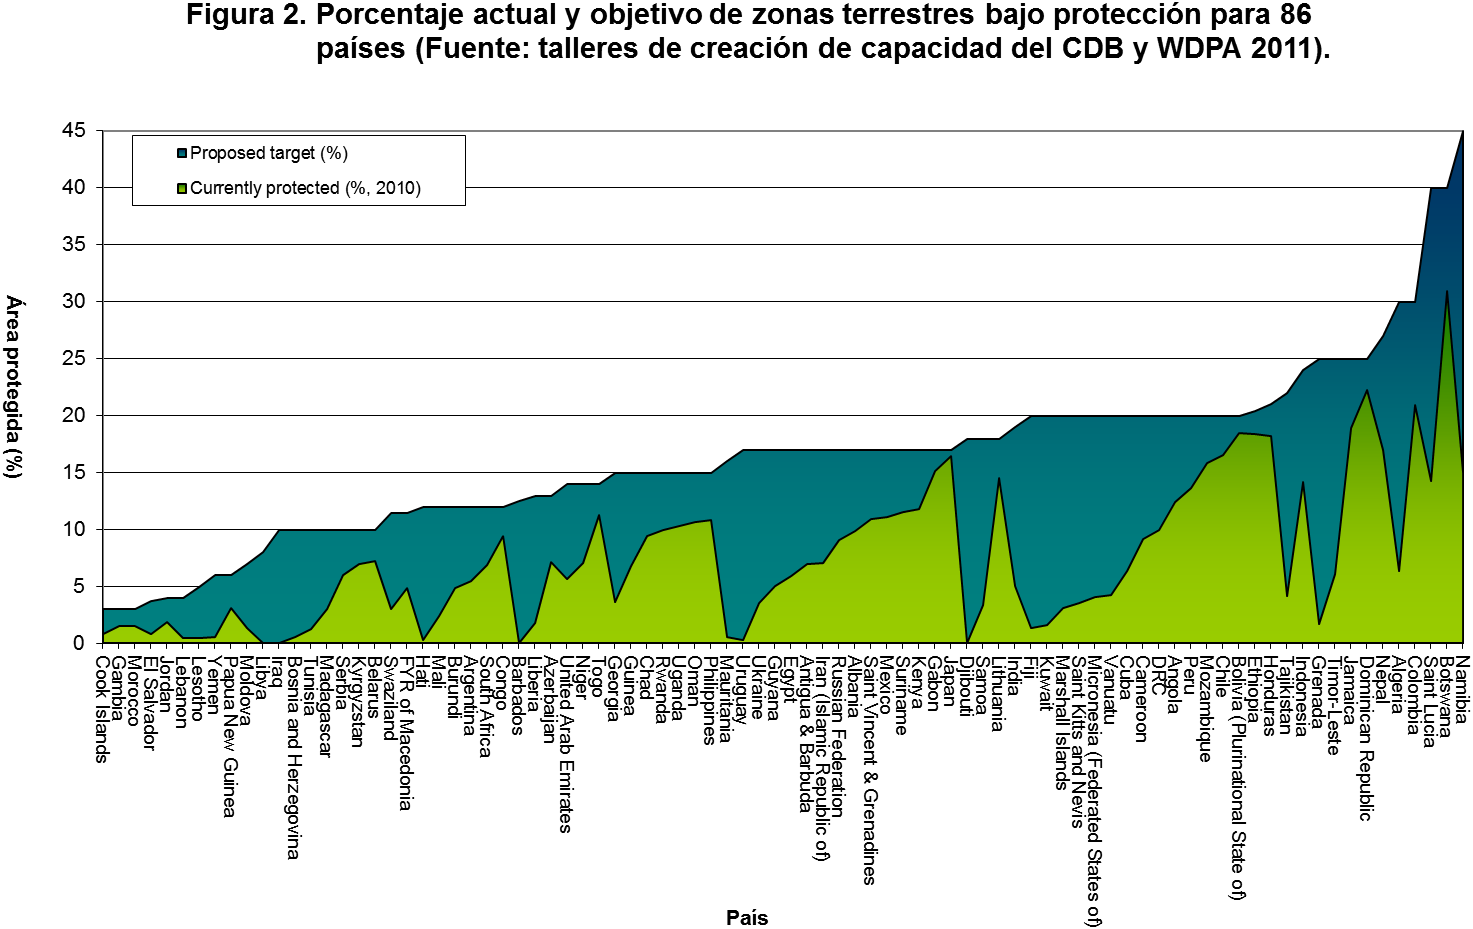 Figura 2. Porcentaje actual y objetivo de zonas terrestres bajo protección para 86
países (Fuente: talleres de creación de capacidad del CDB y WDPA 2011).
Área protegida (%)
45
40
35
30
25
20
15
10
5
0
Proposed target (%)
Currently protected (%, 2010)
Cook Islands
Gambia
Morocco
El Salvador
Jordan
Lebanon
Lesotho
Yemen
Papua New Guinea
Moldova
Libya
Iraq
Bosnia and Herzegovina
Tunisia
Madagascar
Serbia
Kyrgyzstan
Belarus
Swaziland
FYR of Macedonia
Hati
Mali
Burundi
Argentina
South Africa
Congo
Barbados
Liberia
Azerbaijan
United Arab Emirates
Niger
Togo
Georgia
Guinea
Chad
Rwanda
Uganda
Oman
Philippines
Mauritania
Uruguay
Ukraine
Guyana
Egypt
Antigua & Barbuda
Iran (Islamic Republic of)
Russian Federation
Albania
Saint Vincent & Grenadines
Mexico
Suriname
Kenya
Gabon
Japan
Djibouti
Samoa
Lithuania
India
Fiji
Kuwait
Marshall Islands
Saint Kitts and Nevis
Micronesia (Federated States of)
Vanuatu
Cuba
Cameroon
DRC
Angola
Peru
Mozambique
Chile
Bolivia (Plurinational State of)
Ethiopia
Honduras
Tajikistan
Indonesia
Grenada
Timor-Leste
Jamaica
Dominican Republic
Nepal
Algeria
Colombia
Saint Lucia
Botswana
Namibia
País